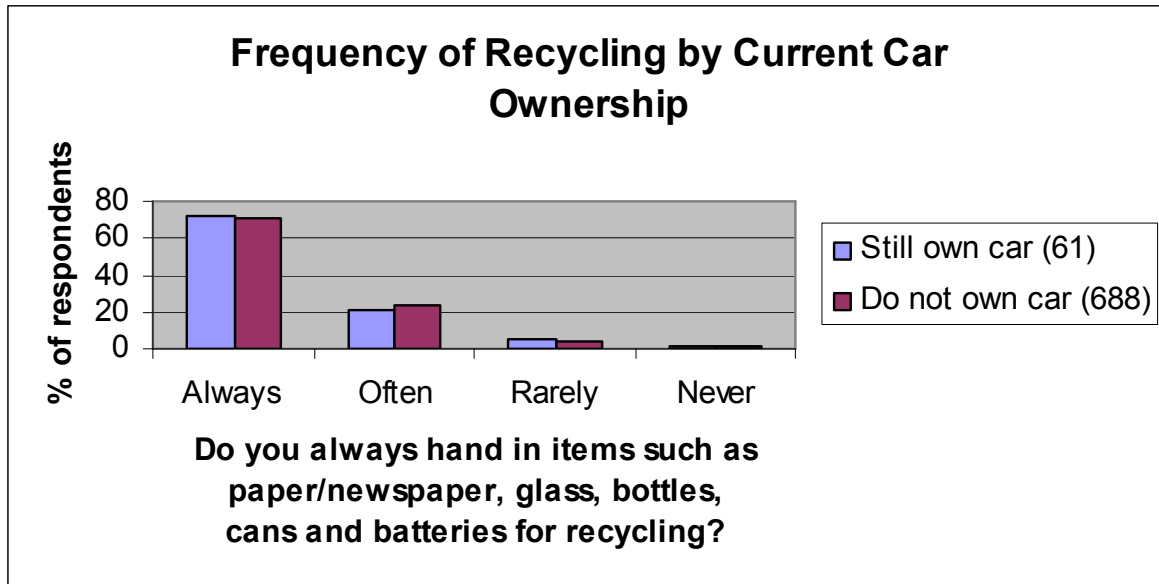 Frequency of Recycling by Current Car
Ownership
% of respondents
80
60
40
20
0
Always Often Rarely Never
Do you always hand in items such as
paper/newspaper, glass, bottles,
cans and batteries for recycling?
Still own car (61)
Do not own car (688)